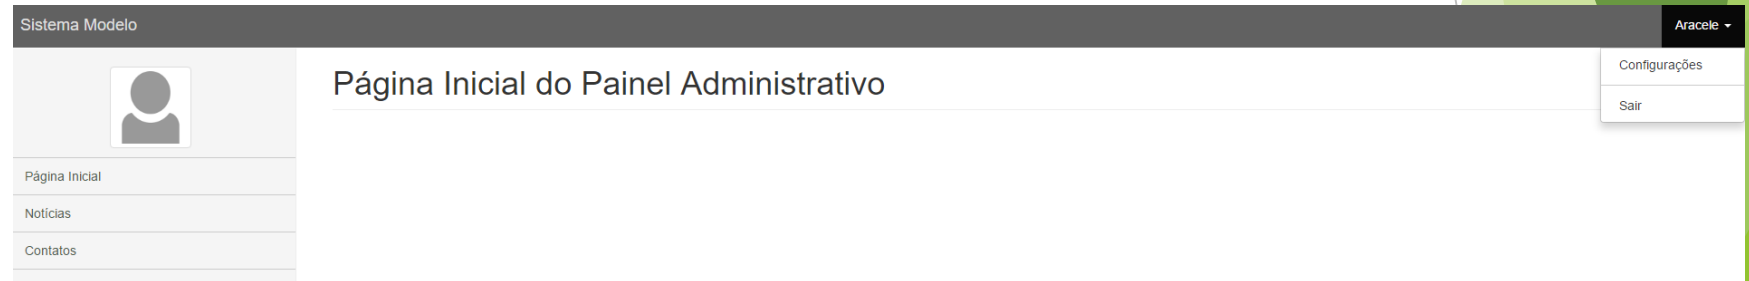 Sistema Modelo
Aracele
Configurações
Sair
Página Inicial do Painel Administrativo
Página Inicial
Notícias
Contatos